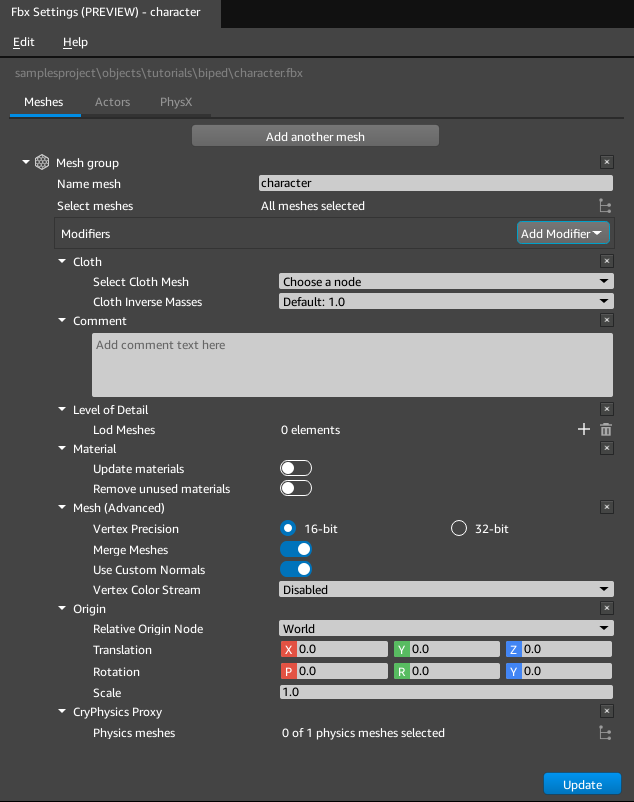 Fbx Settings (PREVIEW) - character
Edit Help
samplesproject\objects\tutorials\biped\character.fbx
Meshes Actors PhysX
Add another mesh
Mesh group
Name mesh character
Select meshes All meshes selected
Modifiers Add Modifier
Cloth
Select Cloth Mesh Choose a node
Cloth Inverse Masses Default: 1.0
Comment
Add comment text here
Level of Detail
Lod Meshes 0 elements
Material
Update materials
Remove unused materials
Mesh (Advanced)
Vertex Precision 16-bit 32-bit
Merge Meshes
Use Custom Normals
Vertex Color Stream Disabled
Origin
Relative Origin Node World
Translation X 0.0 Y 0.0 Z 0.0
Rotation P 0.0 R 0.0 Y 0.0
Scale 1.0
CryPhysics Proxy
Physics meshes 0 of 1 physics meshes selected
Update